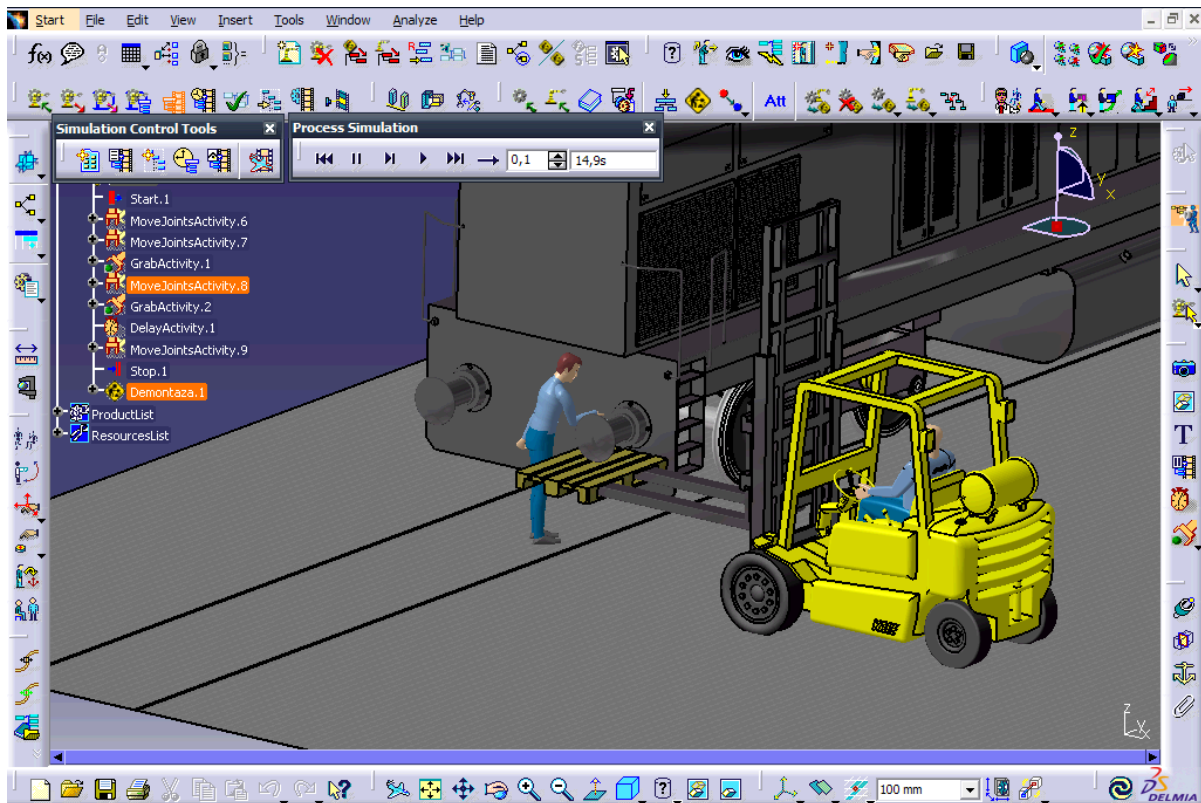 Start File Edit View Insert Tools Window Analyze Help
f(x)
Att
Simulation Control Tools
Process Simulation
0,1 14,9s
Start.1
MoveJointsActivity.6
MoveJointsActivity.7
GrabActivity.1
MoveJointsActivity.8
GrabActivity.2
DelayActivity.1
MoveJointsActivity.9
Stop.1
Demontaza.1
ProductList
ResourcesList
z
y
x
T
z
y
x
100 mm
DELMIA